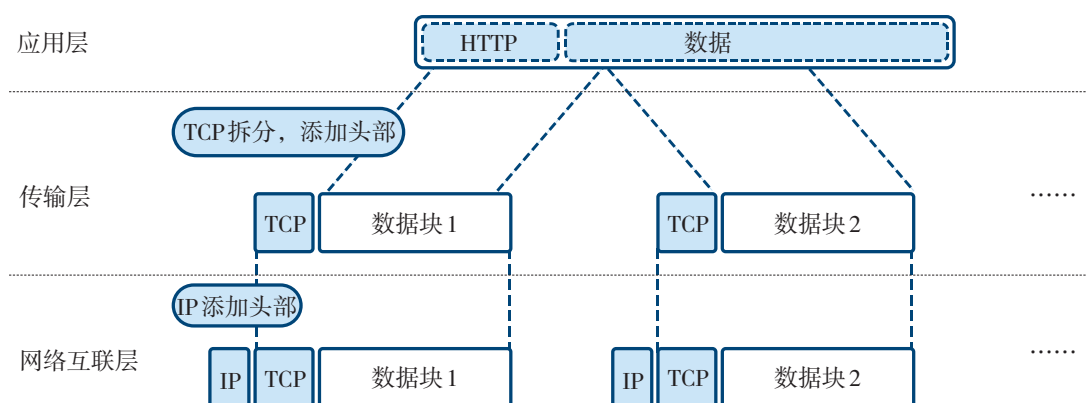 应用层
HTTP 数据
TCP拆分，添加头部
传输层
TCP 数据块1 TCP 数据块2 ……
IP添加头部
网络互联层
IP TCP 数据块1 IP TCP 数据块2 ……